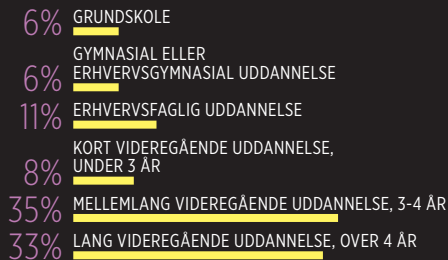 6% GRUNDSKOLE
GYMNASIAL ELLER
6% ERHVERVSGYMNASIAL UDDANNELSE
11% ERHVERVSFAGLIG UDDANNELSE
KORT VIDEREGÅENDE UDDANNELSE,
8% UNDER 3 ÅR
35% MELLEMLANG VIDEREGÅENDE UDDANNELSE, 3-4 ÅR
33% LANG VIDEREGÅENDE UDDANNELSE, OVER 4 ÅR